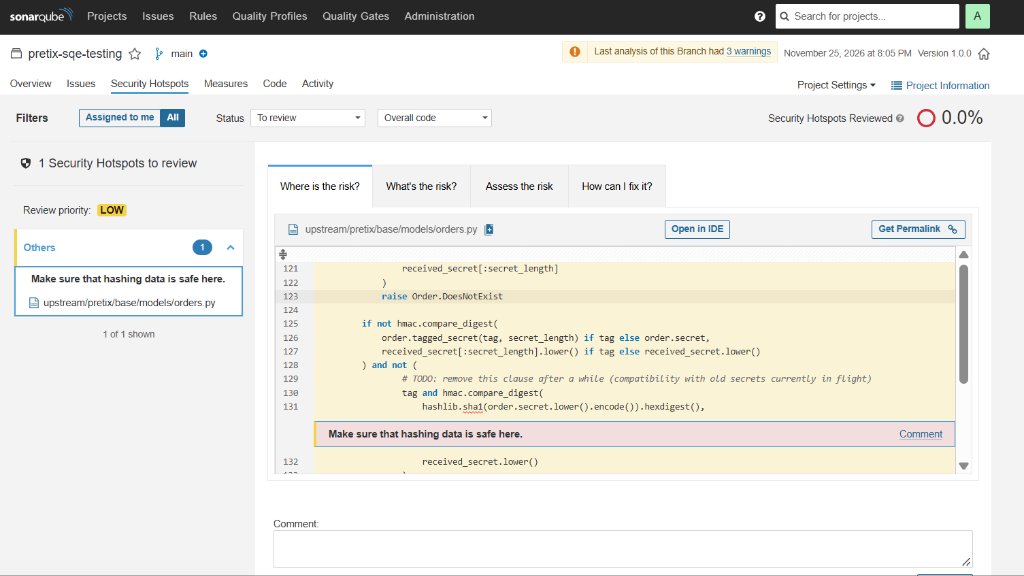 sonarqube Projects Issues Rules Quality Profiles Quality Gates Administration ? Search for projects... A
pretix-sqe-testing main Last analysis of this Branch had 3 warnings November 25, 2026 at 8:05 PM Version 1.0.0
Overview Issues Security Hotspots Measures Code Activity Project Settings Project Information
Filters Assigned to me All Status To review Overall code Security Hotspots Reviewed ? 0.0%
1 Security Hotspots to review
Review priority: LOW
Others 1
Make sure that hashing data is safe here.
upstream/pretix/base/models/orders.py
1 of 1 shown
Where is the risk? What's the risk? Assess the risk How can I fix it?
upstream/pretix/base/models/orders.py Open in IDE Get Permalink
121 received_secret[:secret_length]
122 )
123 raise Order.DoesNotExist
124
125 if not hmac.compare_digest(
126 order.tagged_secret(tag, secret_length) if tag else order.secret,
127 received_secret[:secret_length].lower() if tag else received_secret.lower()
128 ) and not (
129 # TODO: remove this clause after a while (compatibility with old secrets currently in flight)
130 tag and hmac.compare_digest(
131 hashlib.sha1(order.secret.lower().encode()).hexdigest(),
Make sure that hashing data is safe here. Comment
132 received_secret.lower()
Comment: